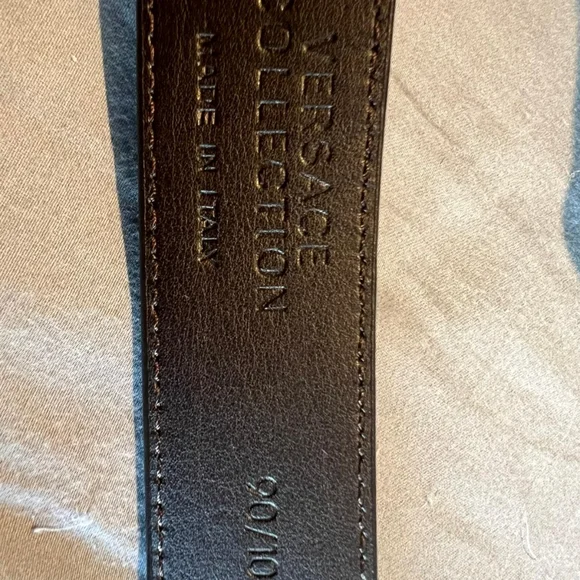 VERSACE
COLLECTION
MADE IN ITALY
90/10